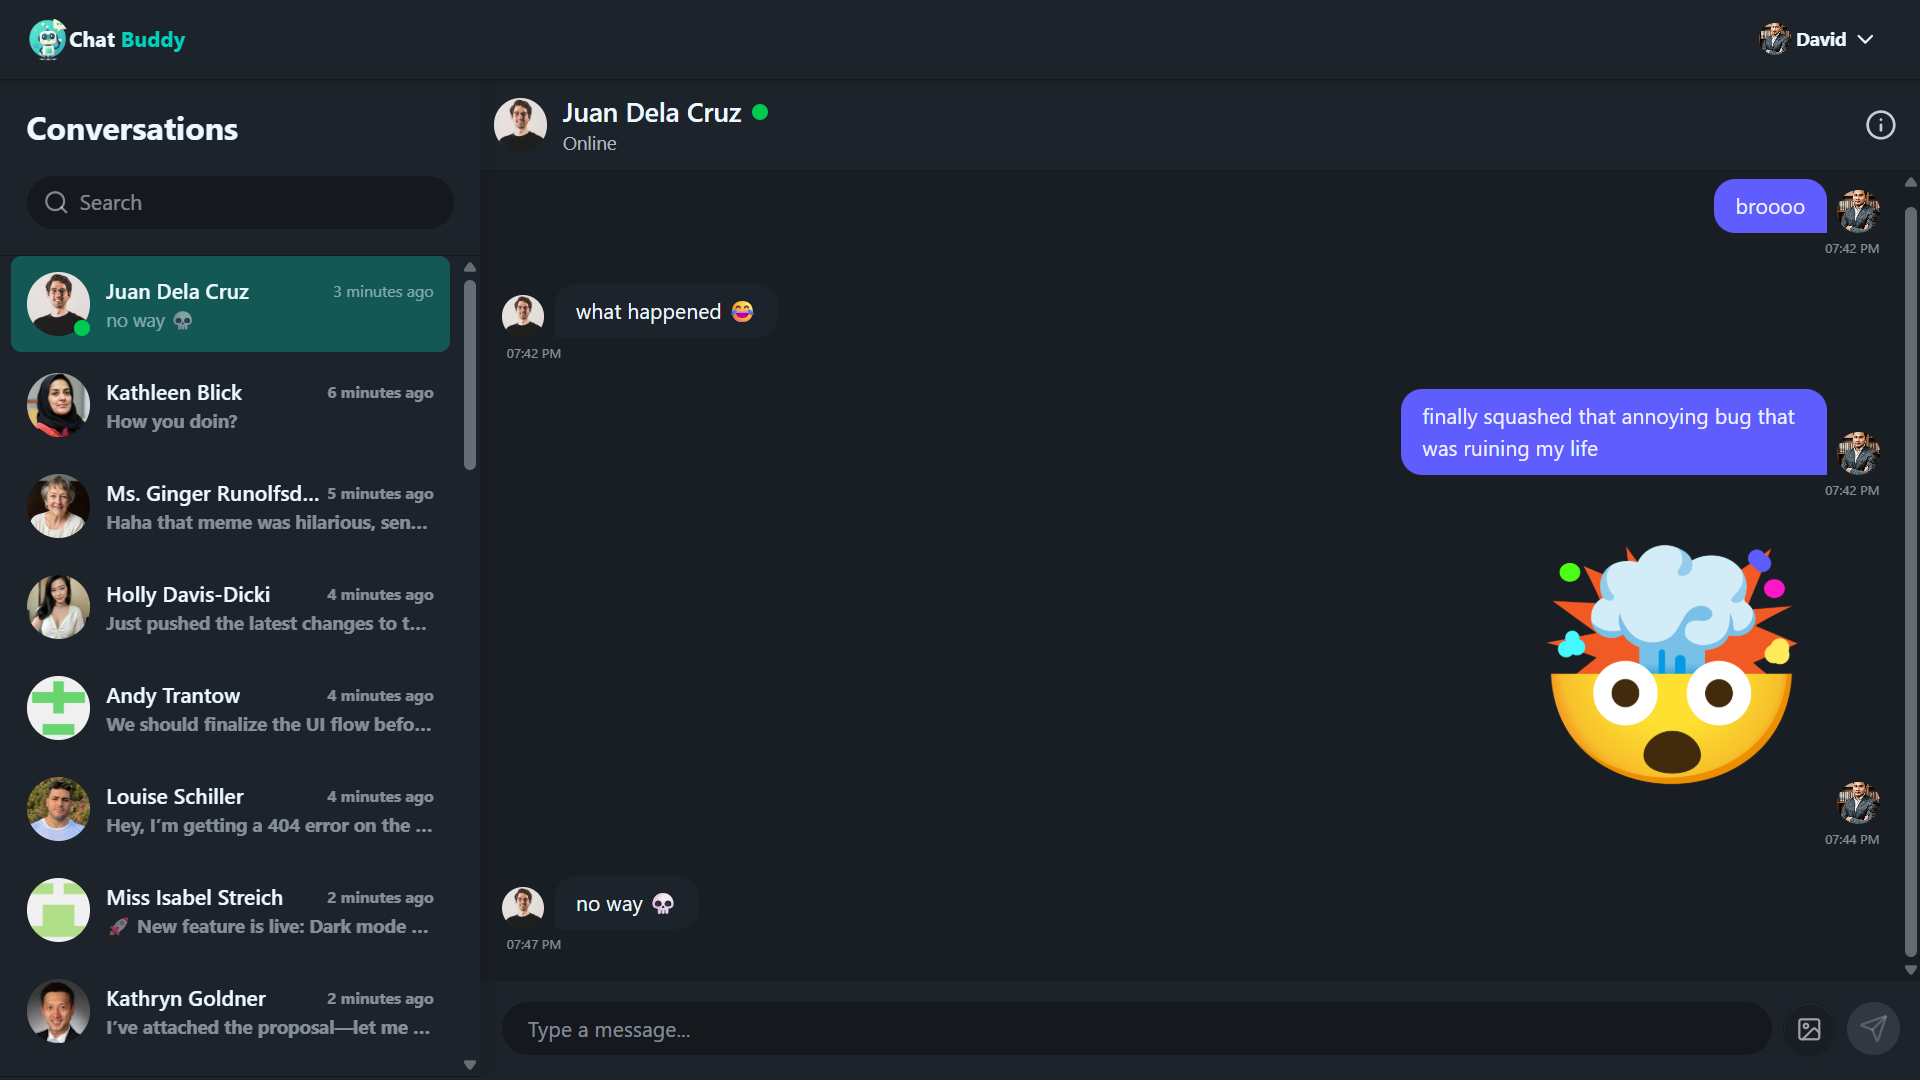 Chat Buddy
David
Conversations
Search
Juan Dela Cruz
3 minutes ago
no way 💀
Kathleen Blick
6 minutes ago
How you doin?
Ms. Ginger Runolfsd...
5 minutes ago
Haha that meme was hilarious, sen...
Holly Davis-Dicki
4 minutes ago
Just pushed the latest changes to t...
Andy Trantow
4 minutes ago
We should finalize the UI flow befo...
Louise Schiller
4 minutes ago
Hey, I’m getting a 404 error on the ...
Miss Isabel Streich
2 minutes ago
🚀 New feature is live: Dark mode ...
Kathryn Goldner
2 minutes ago
I’ve attached the proposal—let me ...
Juan Dela Cruz
Online
broooo
07:42 PM
what happened 😂
07:42 PM
finally squashed that annoying bug that
was ruining my life
07:42 PM
07:44 PM
no way 💀
07:47 PM
Type a message...